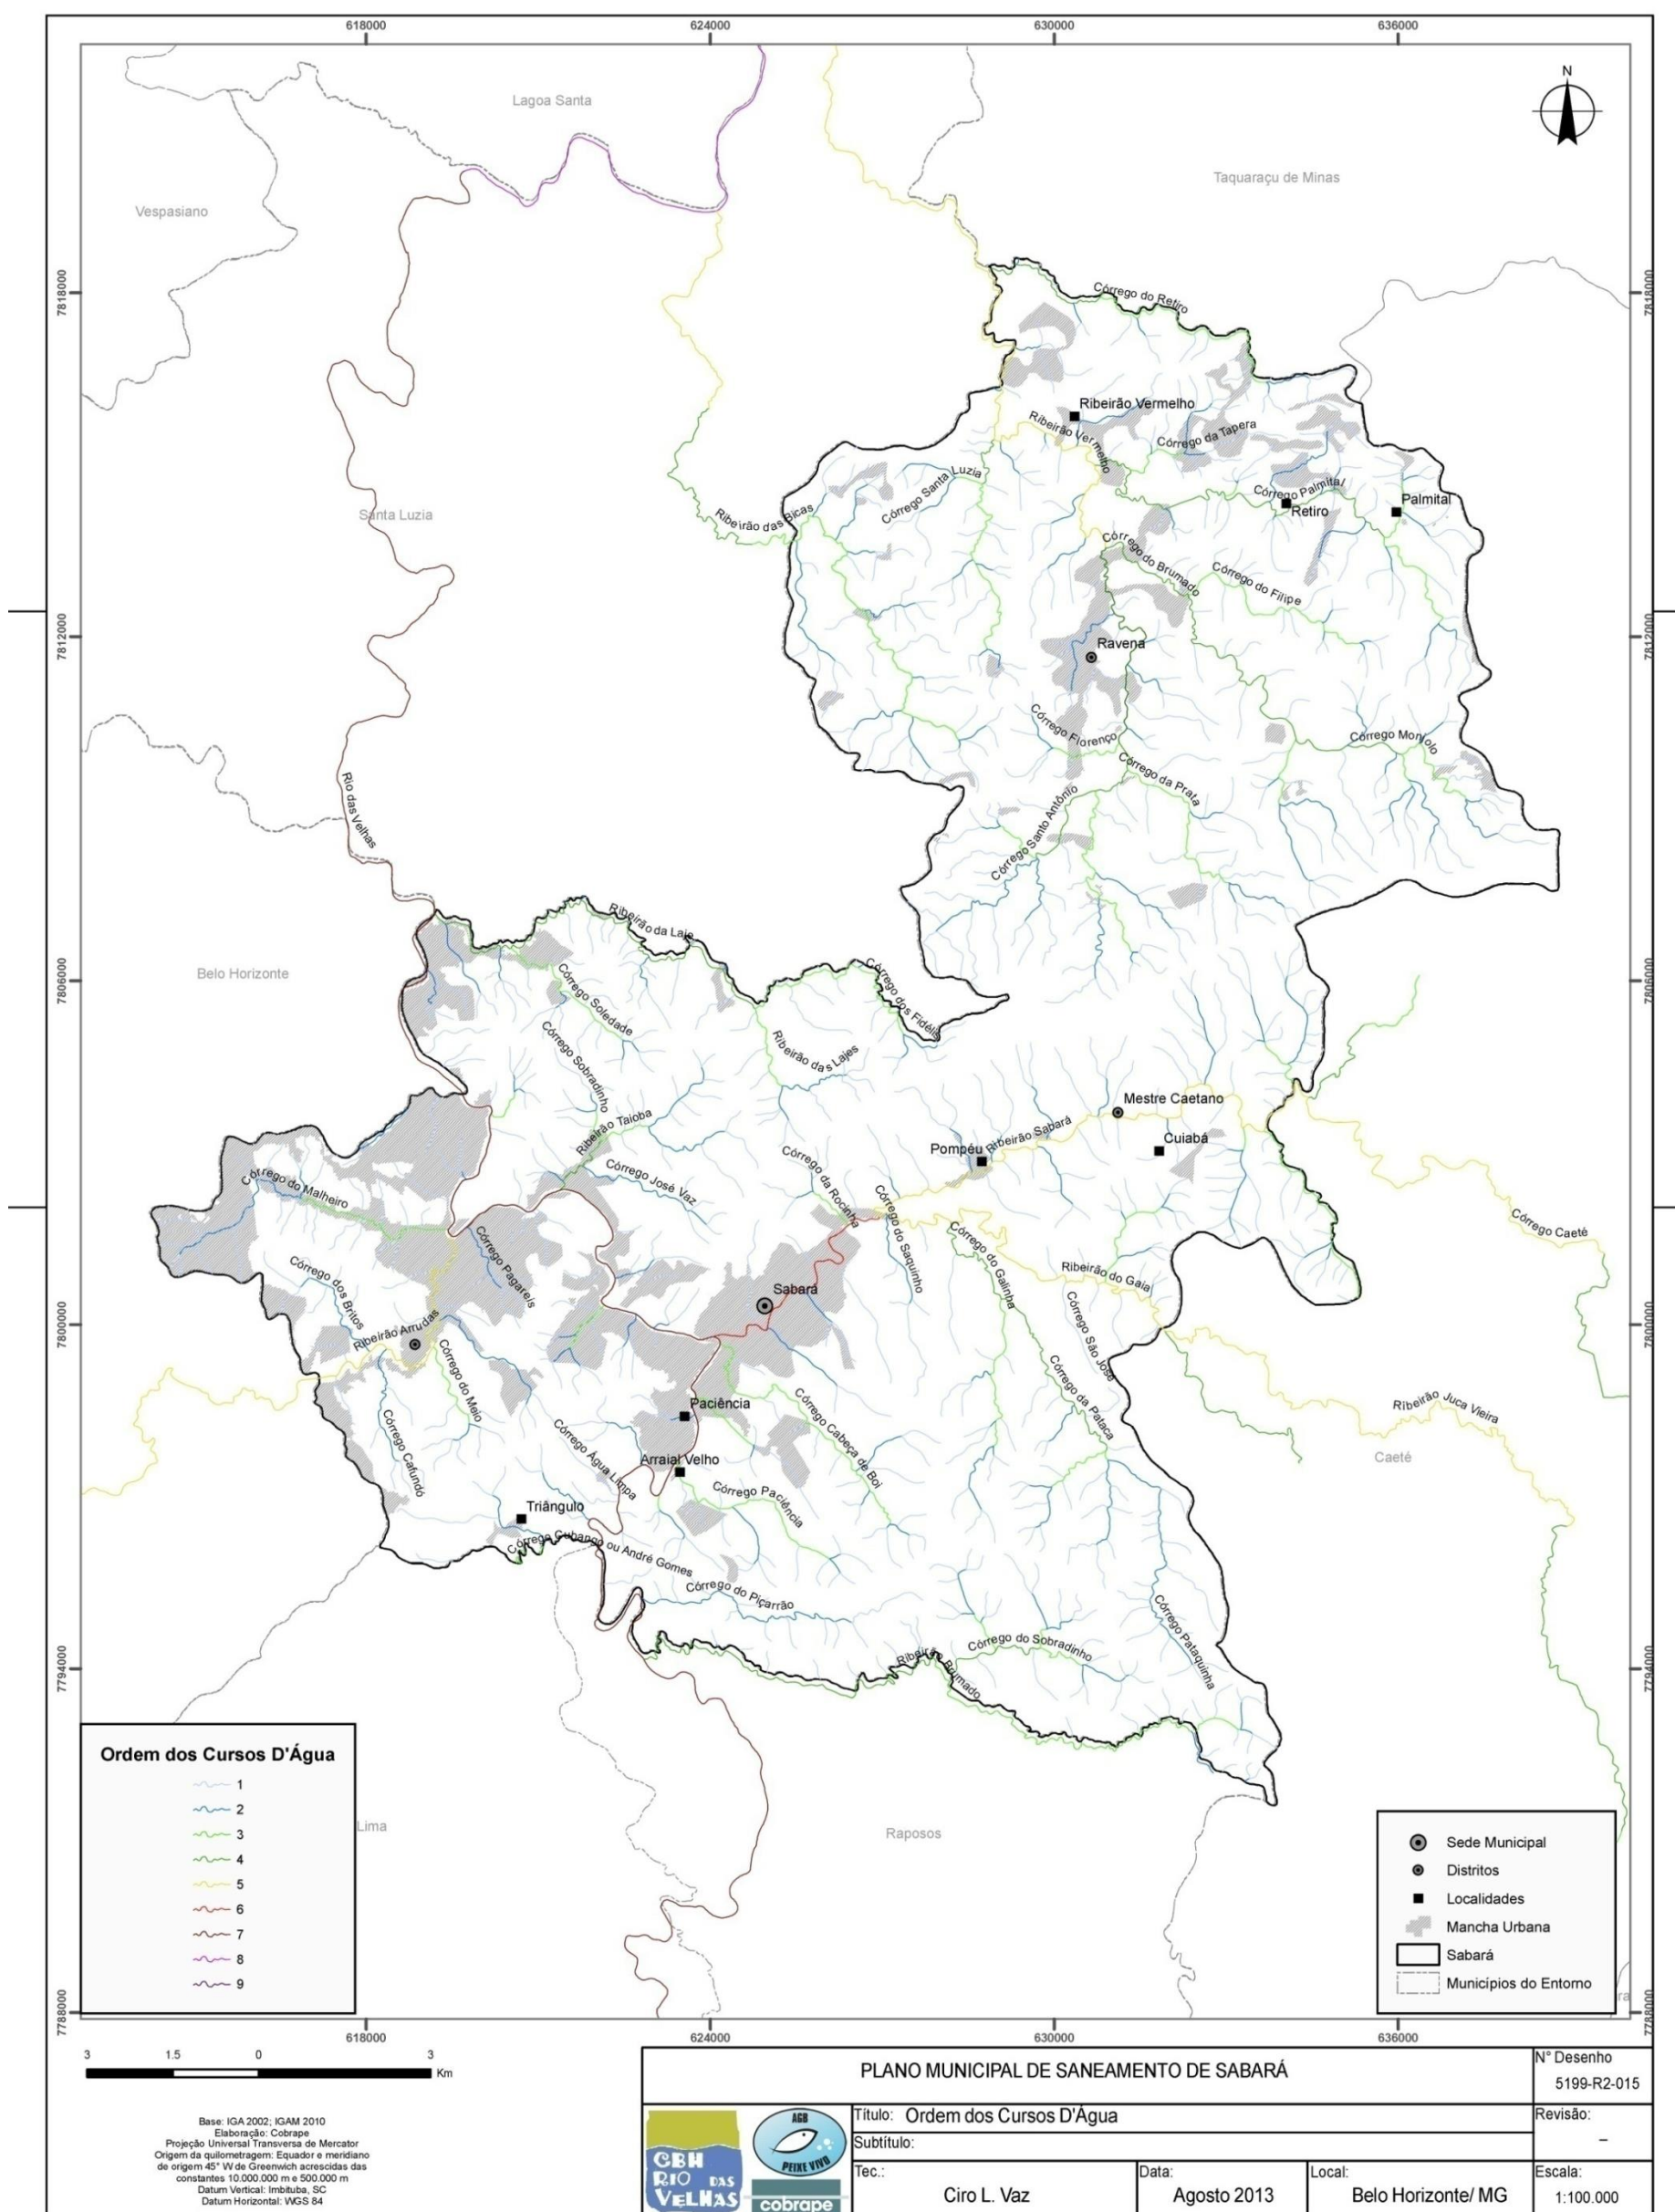 618000
624000
630000
636000
N
Lagoa Santa
Taquaraçu de Minas
Vespasiano
7818000
7818000
Córrego do Retiro
Ribeirão Vermelho
Ribeirão Vermelho
Córrego da Tapera
Córrego Santa Luzia
Córrego Palmital
Retiro
Palmital
Santa Luzia
Ribeirão das Bicas
Córrego do Brumado
Córrego do Filipe
7812000
7812000
Ravena
Córrego Florenço
Córrego Monjolo
Córrego da Prata
Rio das Velhas
Córrego Santo Antônio
Ribeirão da Laje
Belo Horizonte
7806000
7806000
Córrego dos Fidélis
Córrego Soledade
Córrego Sobradinho
Ribeirão das Lajes
Mestre Caetano
Ribeirão Taioba
Ribeirão Sabará
Pompéu
Cuiabá
Córrego do Malheiro
Córrego José Vaz
Córrego da Rocinha
Córrego do Saquinho
Córrego Caeté
Córrego Pagareis
Córrego do Galinha
Córrego dos Britos
Ribeirão do Gaia
Sabará
Córrego São José
7800000
7800000
Ribeirão Arrudas
Córrego do Meio
Córrego da Pataca
Paciência
Córrego Cabeça de Boi
Ribeirão Juca Vieira
Córrego Cafundó
Córrego Água Limpa
Arraial Velho
Caeté
Córrego Paciência
Triângulo
Córrego Cubango ou André Gomes
Córrego do Piçarrão
Córrego Pataquinha
Córrego do Sobradinho
Ribeirão Brumado
7794000
7794000
Ordem dos Cursos D'Água
1
2
3
4
5
6
7
8
9
Lima
Raposos
Sede Municipal
Distritos
Localidades
Mancha Urbana
Sabará
Municípios do Entorno
ra
7788000
7788000
618000
624000
630000
636000
3 1.5 0 3
Km
Base: IGA 2002; IGAM 2010
Elaboração: Cobrape
Projeção Universal Transversa de Mercator
Origem da quilometragem: Equador e meridiano
de origem 45° W de Greenwich acrescidas das
constantes 10.000.000 m e 500.000 m
Datum Vertical: Imbituba, SC
Datum Horizontal: WGS 84
PLANO MUNICIPAL DE SANEAMENTO DE SABARÁ
N° Desenho
5199-R2-015
CBH
RIO DAS
VELHAS
AGB
PEIXE VIVO
cobrape
Título: Ordem dos Cursos D'Água
Revisão:
–
Subtítulo:
Tec.:
Ciro L. Vaz
Data:
Agosto 2013
Local:
Belo Horizonte/ MG
Escala:
1:100.000